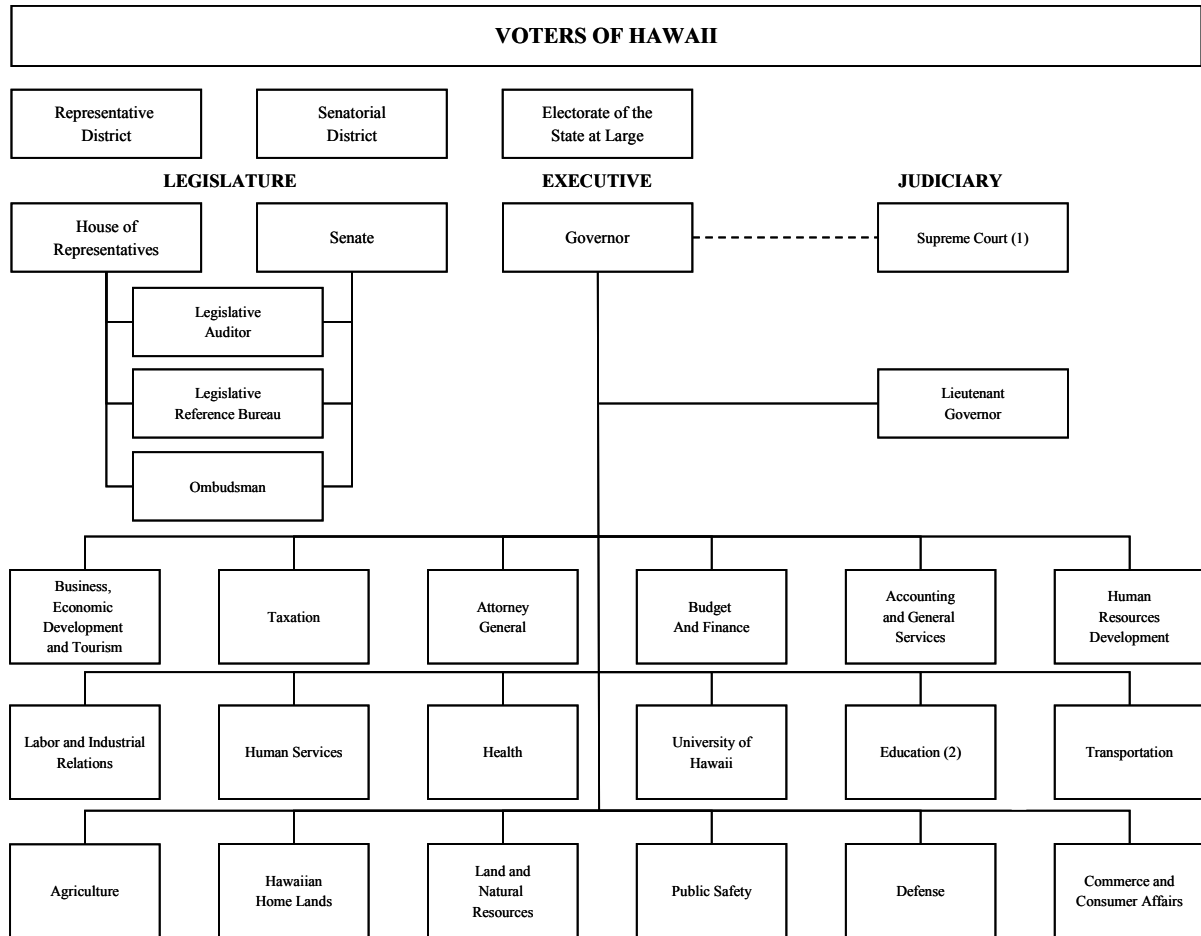 VOTERS OF HAWAII
Representative
District
Senatorial
District
Electorate of the
State at Large
LEGISLATURE
EXECUTIVE
JUDICIARY
House of
Representatives
Senate
Governor
Supreme Court (1)
Legislative
Auditor
Legislative
Reference Bureau
Lieutenant
Governor
Ombudsman
Business,
Economic
Development
and Tourism
Taxation
Attorney
General
Budget
And Finance
Accounting
and General
Services
Human
Resources
Development
Labor and Industrial
Relations
Human Services
Health
University of
Hawaii
Education (2)
Transportation
Agriculture
Hawaiian
Home Lands
Land and
Natural
Resources
Public Safety
Defense
Commerce and
Consumer Affairs